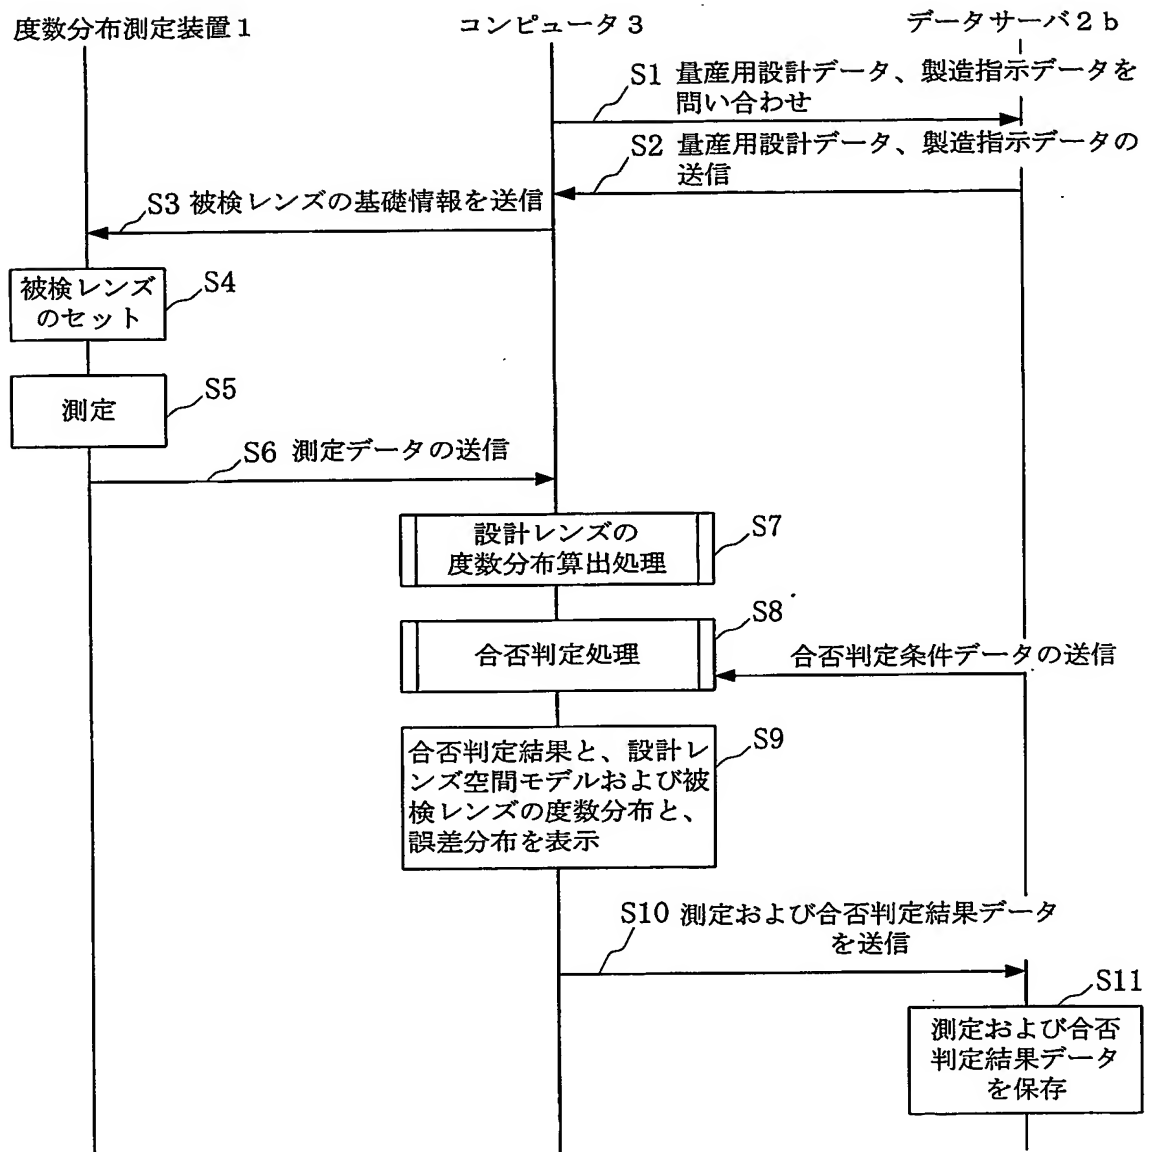 度数分布測定装置1
コンピュータ3
データサーバ2b
S1 量産用設計データ、製造指示データを
問い合わせ
S2 量産用設計データ、製造指示データの
送信
S3 被検レンズの基礎情報を送信
被検レンズ
のセット
S4
測定
S5
S6 測定データの送信
設計レンズの
度数分布算出処理
S7
合否判定処理
S8
合否判定条件データの送信
合否判定結果と、設計レ
ンズ空間モデルおよび被
検レンズの度数分布と、
誤差分布を表示
S9
S10 測定および合否判定結果データ
を送信
S11
測定および合否
判定結果データ
を保存